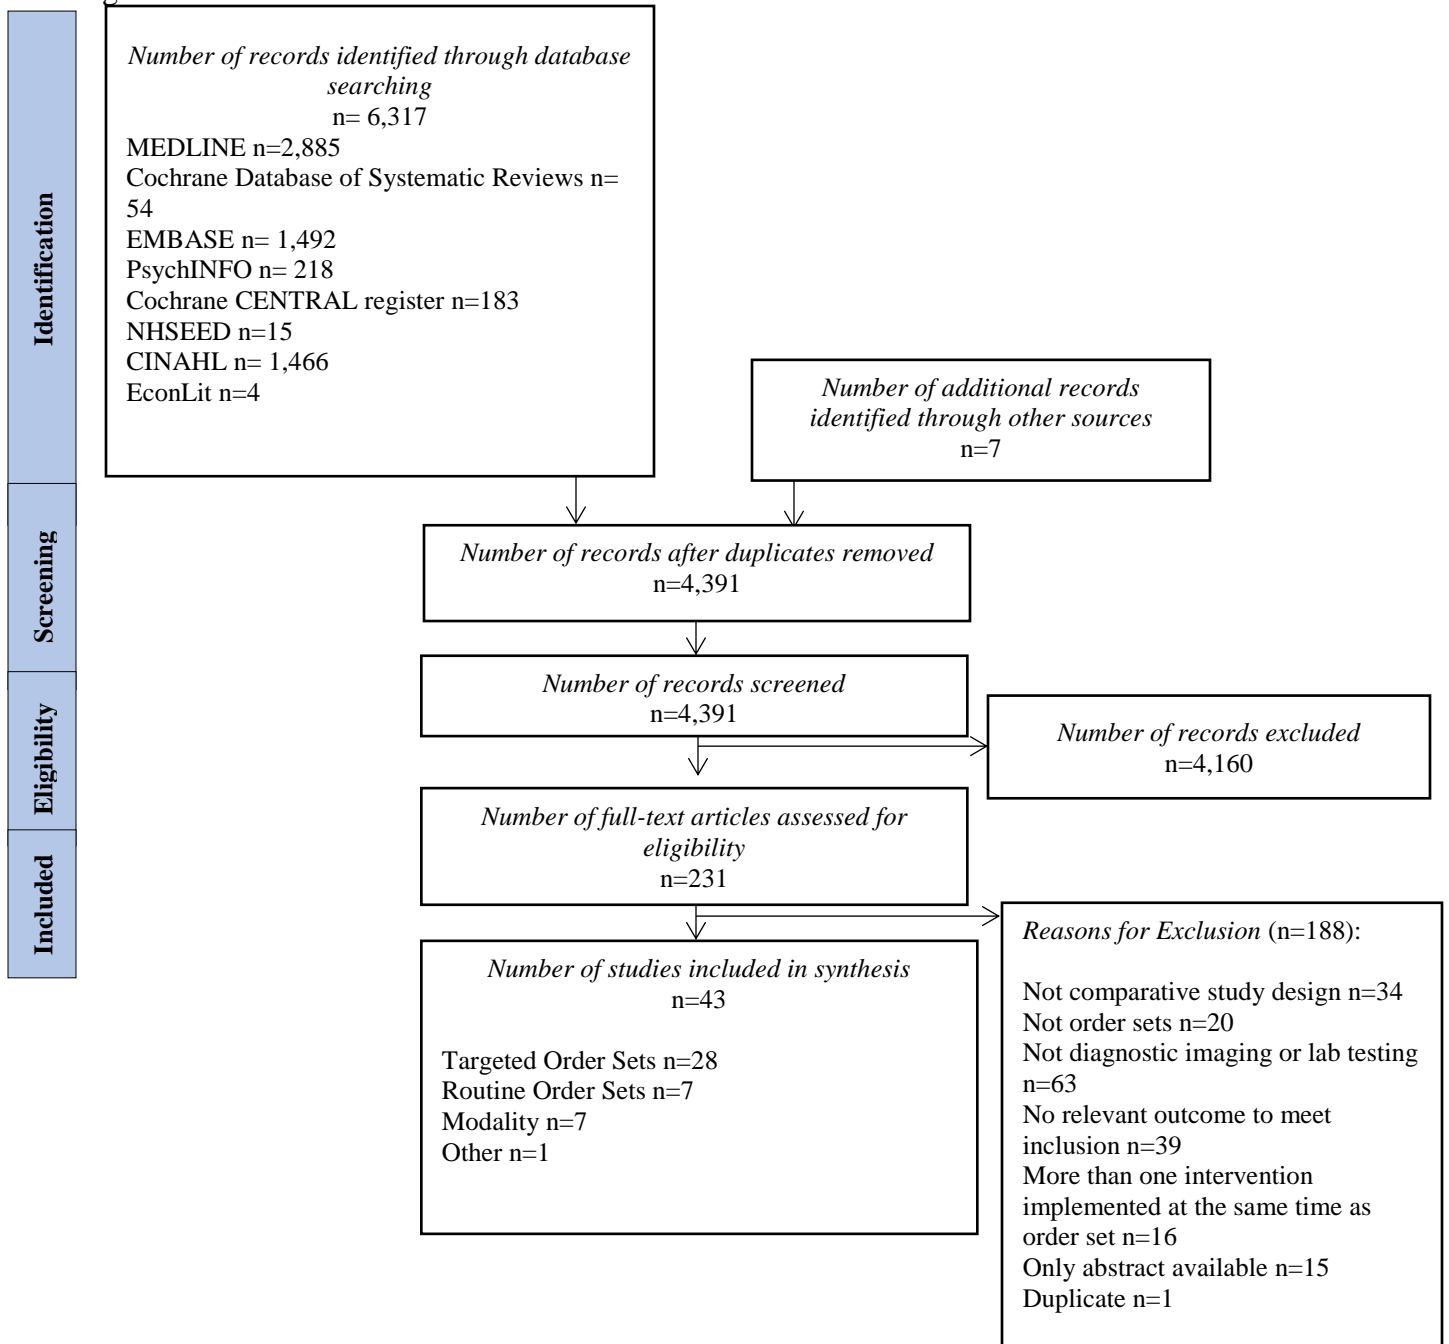 Number of records identified through database
searching
n= 6,317
MEDLINE n=2,885
Cochrane Database of Systematic Reviews n=
54
EMBASE n= 1,492
PsychINFO n= 218
Cochrane CENTRAL register n=183
NHSEED n=15
CINAHL n= 1,466
EconLit n=4
Identification
Number of additional records
identified through other sources
n=7
Screening
Number of records after duplicates removed
n=4,391
Number of records screened
n=4,391
Eligibility
Number of records excluded
n=4,160
Number of full-text articles assessed for
eligibility
n=231
Included
Reasons for Exclusion (n=188):
Not comparative study design n=34
Not order sets n=20
Not diagnostic imaging or lab testing
n=63
No relevant outcome to meet
inclusion n=39
More than one intervention
implemented at the same time as
order set n=16
Only abstract available n=15
Duplicate n=1
Number of studies included in synthesis
n=43
Targeted Order Sets n=28
Routine Order Sets n=7
Modality n=7
Other n=1